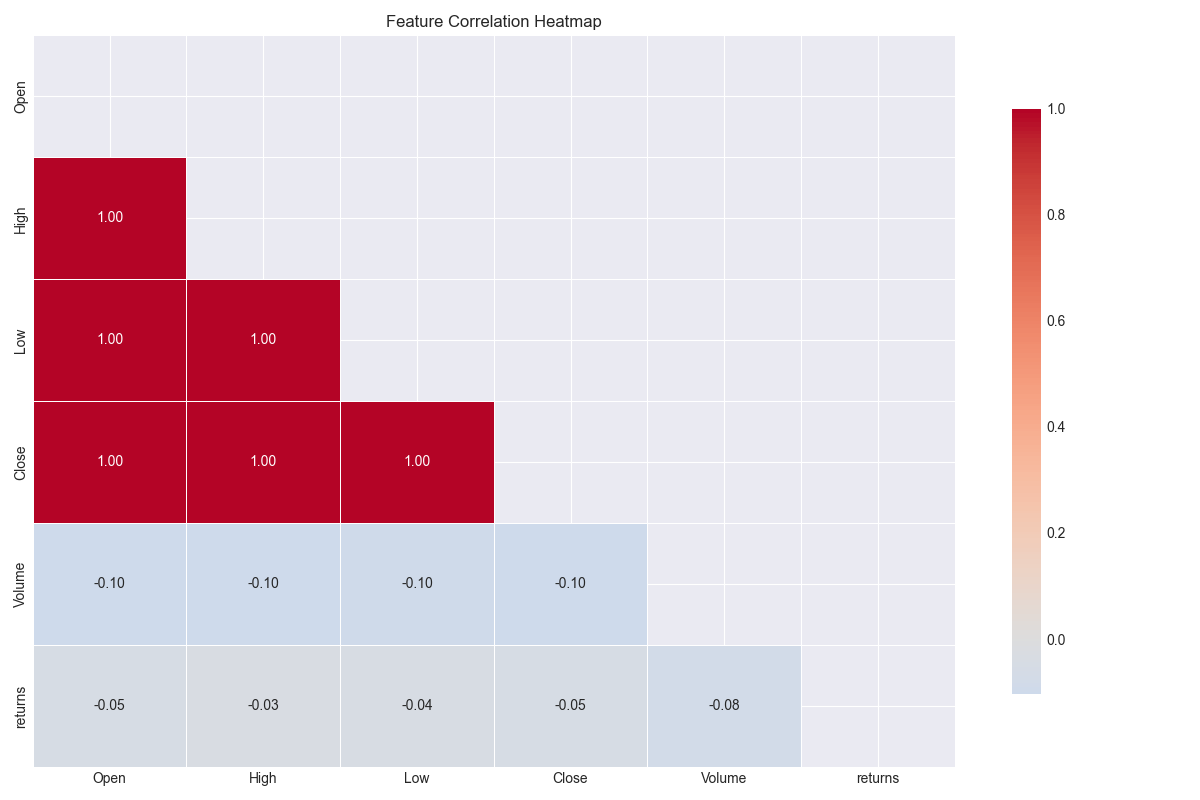 Feature Correlation Heatmap
Open
High
1.00
Low
1.00 1.00
Close
1.00 1.00 1.00
Volume
-0.10 -0.10 -0.10 -0.10
returns
-0.05 -0.03 -0.04 -0.05 -0.08
Open High Low Close Volume returns
1.0
0.8
0.6
0.4
0.2
0.0